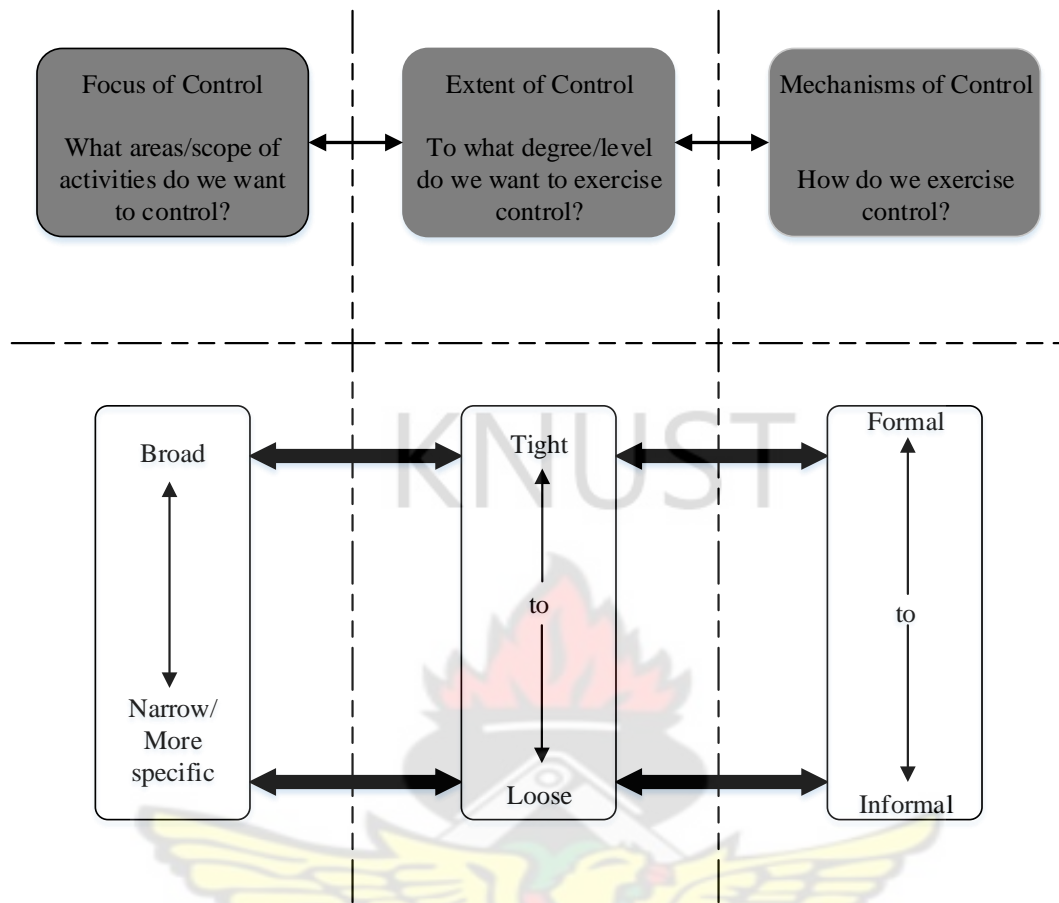 Focus of Control
What areas/scope of
activities do we want
to control?
Extent of Control
To what degree/level
do we want to exercise
control?
Mechanisms of Control
How do we exercise
control?
Broad
Narrow/
More
specific
Tight
to
Loose
Formal
to
Informal
KNUST